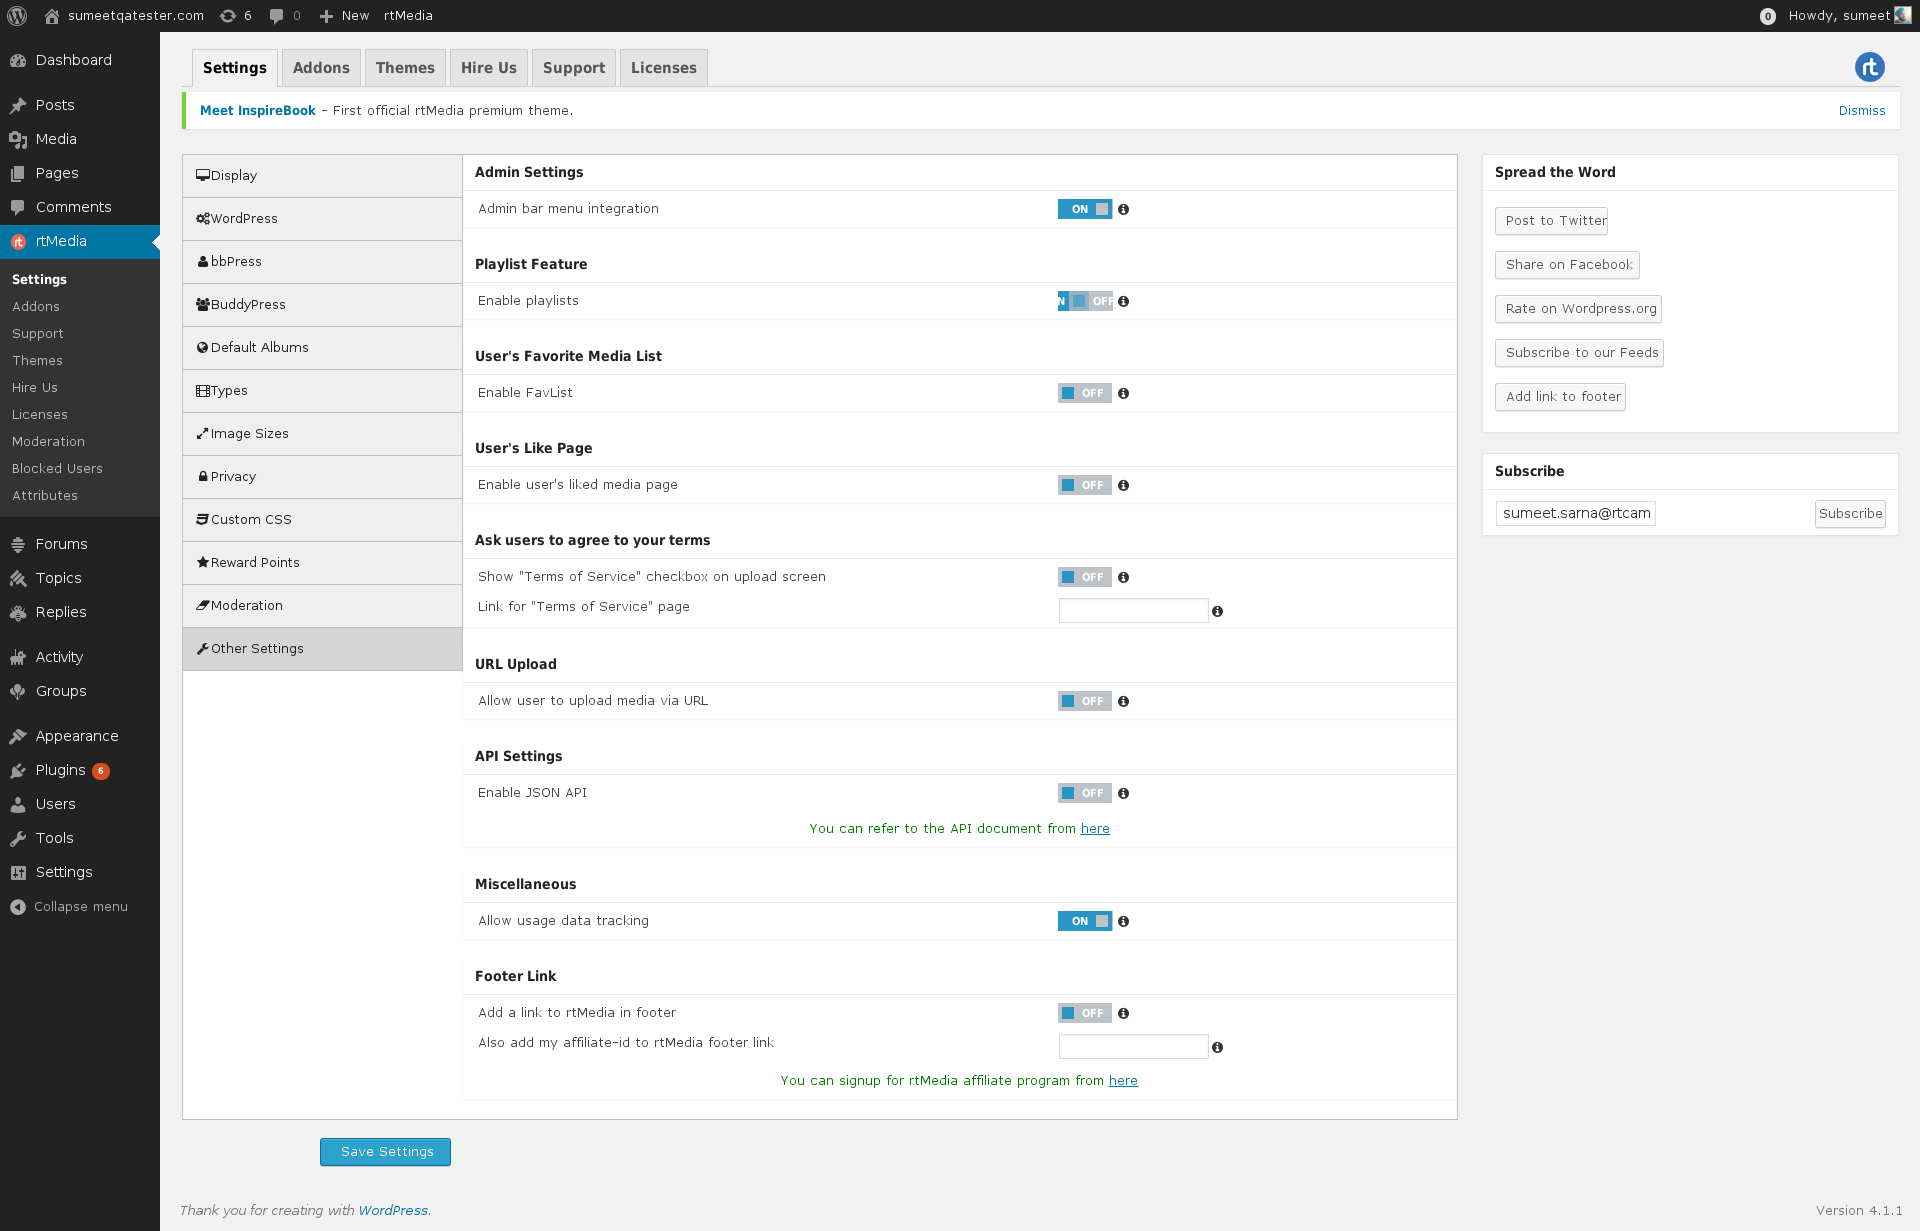 sumeetqatester.com 6 0 New rtMedia 0 Howdy, sumeet
Dashboard
Posts
Media
Pages
Comments
rtMedia
Settings
Addons
Support
Themes
Hire Us
Licenses
Moderation
Blocked Users
Attributes
Forums
Topics
Replies
Activity
Groups
Appearance
Plugins 6
Users
Tools
Settings
Collapse menu
Settings Addons Themes Hire Us Support Licenses
rt
Meet InspireBook – First official rtMedia premium theme. Dismiss
Display
WordPress
bbPress
BuddyPress
Default Albums
Types
Image Sizes
Privacy
Custom CSS
Reward Points
Moderation
Other Settings
Admin Settings
Admin bar menu integration ON
Playlist Feature
Enable playlists N OFF
User's Favorite Media List
Enable FavList OFF
User's Like Page
Enable user's liked media page OFF
Ask users to agree to your terms
Show "Terms of Service" checkbox on upload screen OFF
Link for "Terms of Service" page
URL Upload
Allow user to upload media via URL OFF
API Settings
Enable JSON API OFF
You can refer to the API document from here
Miscellaneous
Allow usage data tracking ON
Footer Link
Add a link to rtMedia in footer OFF
Also add my affiliate-id to rtMedia footer link
You can signup for rtMedia affiliate program from here
Save Settings
Spread the Word
Post to Twitter
Share on Facebook
Rate on Wordpress.org
Subscribe to our Feeds
Add link to footer
Subscribe
sumeet.sarna@rtcam Subscribe
Thank you for creating with WordPress. Version 4.1.1